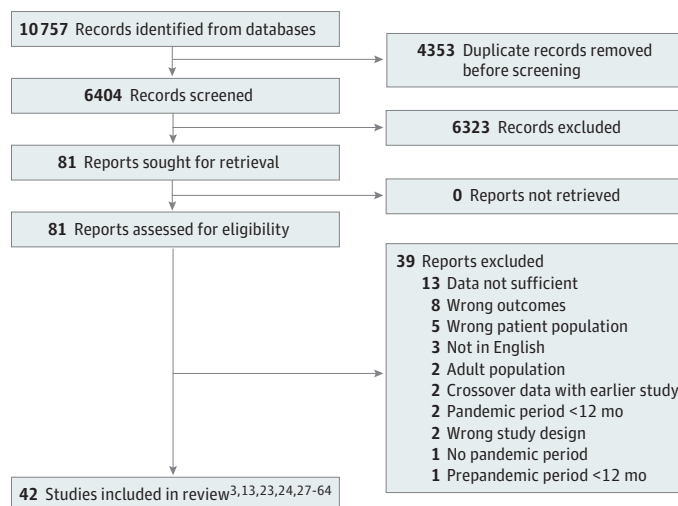 10757 Records identified from databases
4353 Duplicate records removed
before screening
6404 Records screened
6323 Records excluded
81 Reports sought for retrieval
0 Reports not retrieved
81 Reports assessed for eligibility
39 Reports excluded
13 Data not sufficient
8 Wrong outcomes
5 Wrong patient population
3 Not in English
2 Adult population
2 Crossover data with earlier study
2 Pandemic period <12 mo
2 Wrong study design
1 No pandemic period
1 Prepandemic period <12 mo
42 Studies included in review3,13,23,24,27-64